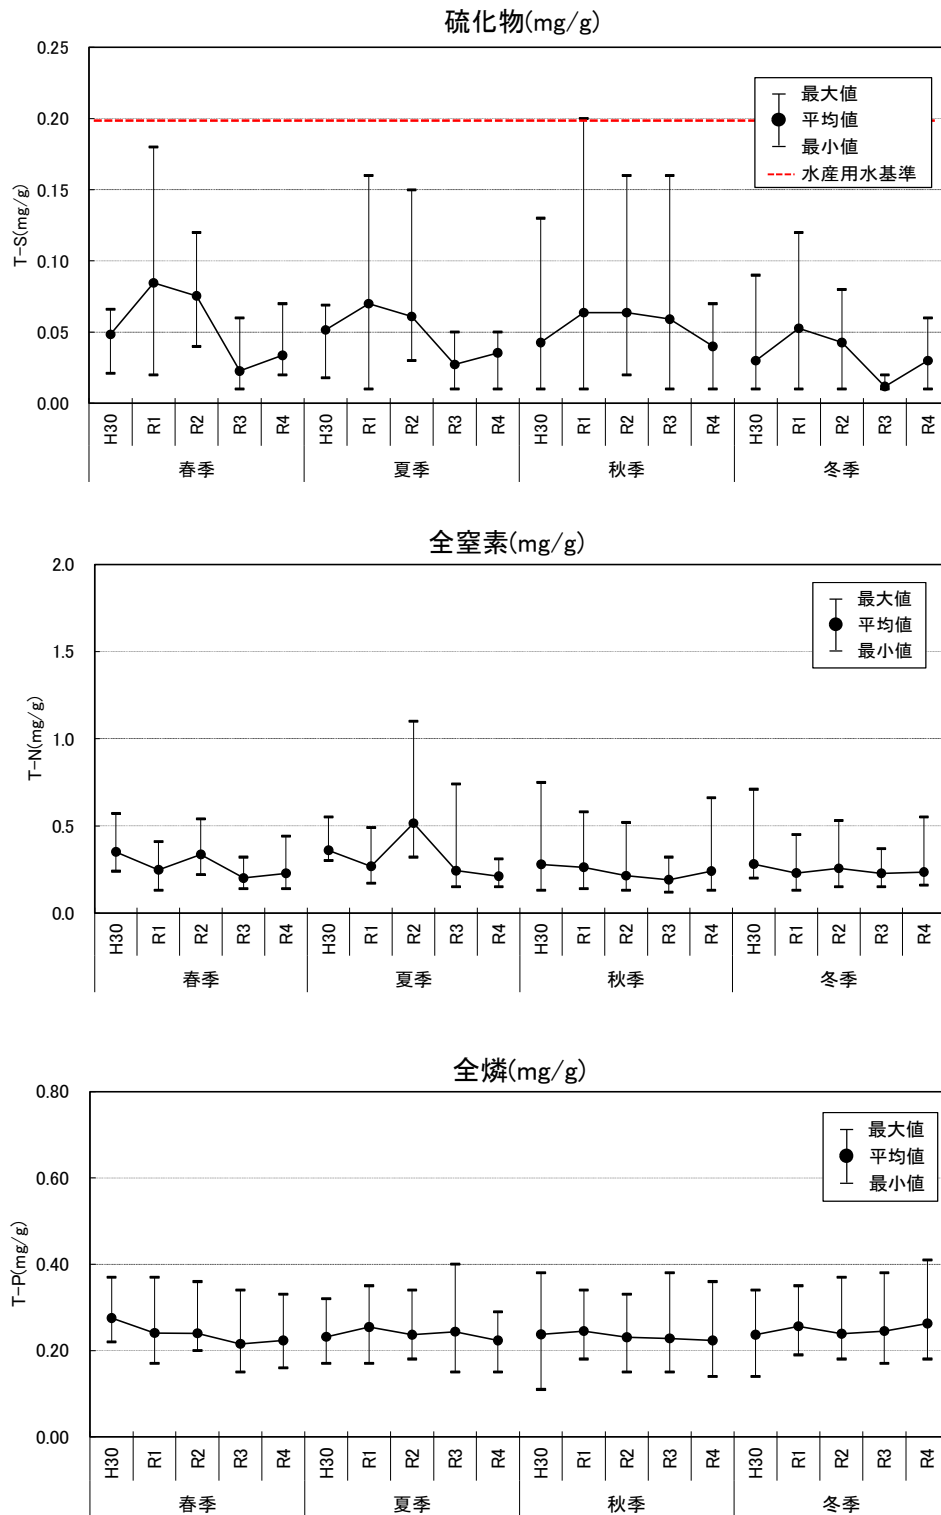 硫化物(mg/g)
0.25
0.20
0.15
0.10
0.05
0.00
T-S(mg/g)
最大値
平均値
最小値
水産用水基準
H30 R1 R2 R3 R4 H30 R1 R2 R3 R4 H30 R1 R2 R3 R4 H30 R1 R2 R3 R4
春季 夏季 秋季 冬季
全窒素(mg/g)
2.0
1.5
1.0
0.5
0.0
T-N(mg/g)
最大値
平均値
最小値
H30 R1 R2 R3 R4 H30 R1 R2 R3 R4 H30 R1 R2 R3 R4 H30 R1 R2 R3 R4
春季 夏季 秋季 冬季
全燐(mg/g)
0.80
0.60
0.40
0.20
0.00
T-P(mg/g)
最大値
平均値
最小値
H30 R1 R2 R3 R4 H30 R1 R2 R3 R4 H30 R1 R2 R3 R4 H30 R1 R2 R3 R4
春季 夏季 秋季 冬季